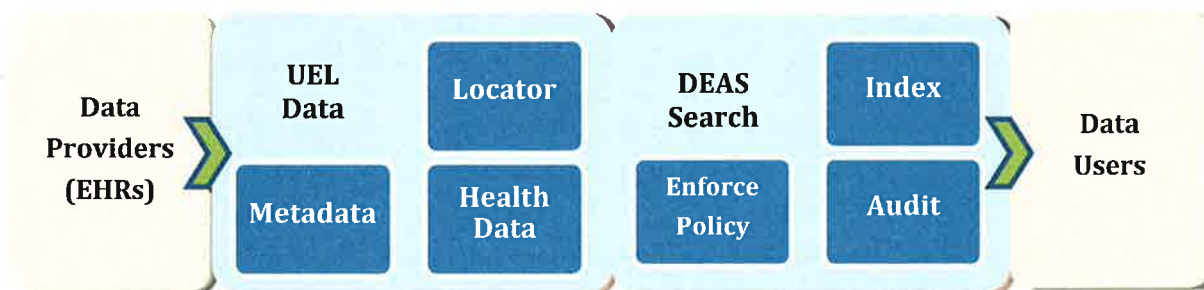 Data
Providers
(EHRs)
UEL
Data
Locator
Metadata
Health
Data
DEAS
Search
Index
Enforce
Policy
Audit
Data
Users